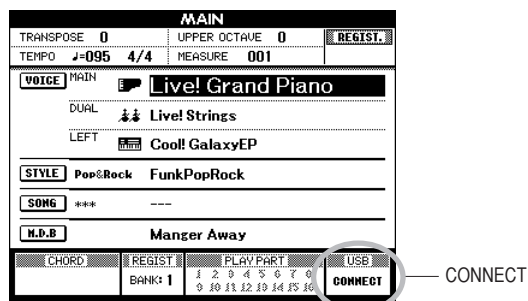 MAIN
TRANSPOSE 0 UPPER OCTAVE 0 REGIST.
TEMPO ♩=095 4/4 MEASURE 001
VOICE MAIN Live! Grand Piano
DUAL Live! Strings
LEFT Cool! GalaxyEP
STYLE Pop&Rock FunkPopRock
SONG *** ---
M.D.B Manger Away
CHORD REGIST PLAY PART USB
BANK: 1 1 2 3 4 5 6 7 8 CONNECT
9 10 11 12 13 14 15 16
CONNECT